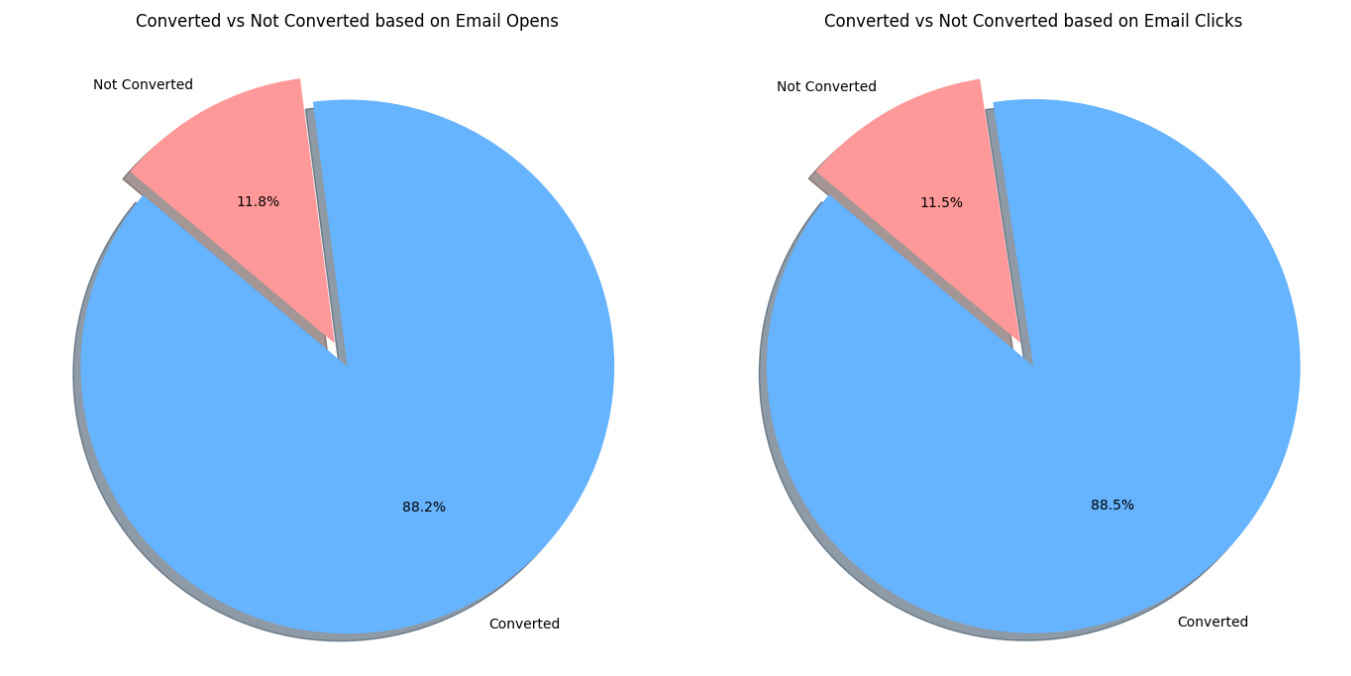 Converted vs Not Converted based on Email Opens
Not Converted
11.8%
88.2%
Converted
Converted vs Not Converted based on Email Clicks
Not Converted
11.5%
88.5%
Converted